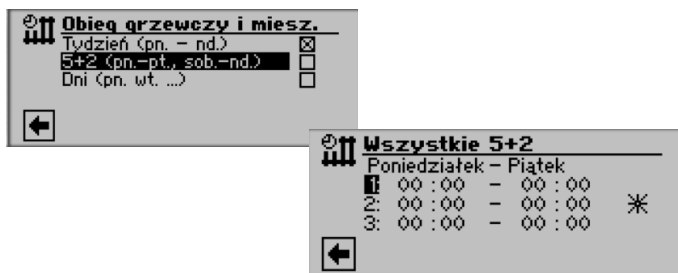 Obieg grzewczy i miesz.
Tydzień (pn. – nd.)
5+2 (pn.–pt., sob.–nd.)
Dni (pn. wt. ...)
Wszystkie 5+2
Poniedziałek – Piątek
1: 00:00 – 00:00
2: 00:00 – 00:00
3: 00:00 – 00:00